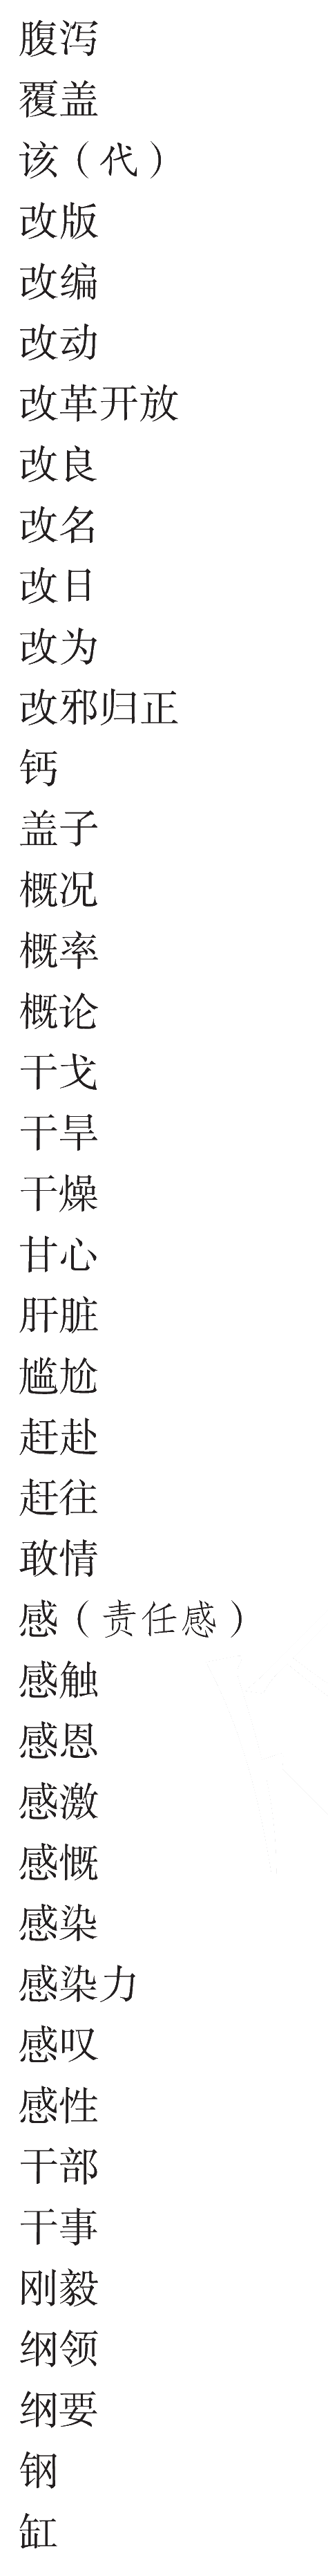 腹泻
覆盖
该（代）
改版
改编
改动
改革开放
改良
改名
改日
改为
改邪归正
钙
盖子
概况
概率
概论
干戈
干旱
干燥
甘心
肝脏
尴尬
赶赴
赶往
敢情
感（责任感）
感触
感恩
感激
感慨
感染
感染力
感叹
感性
干部
干事
刚毅
纲领
纲要
钢
缸